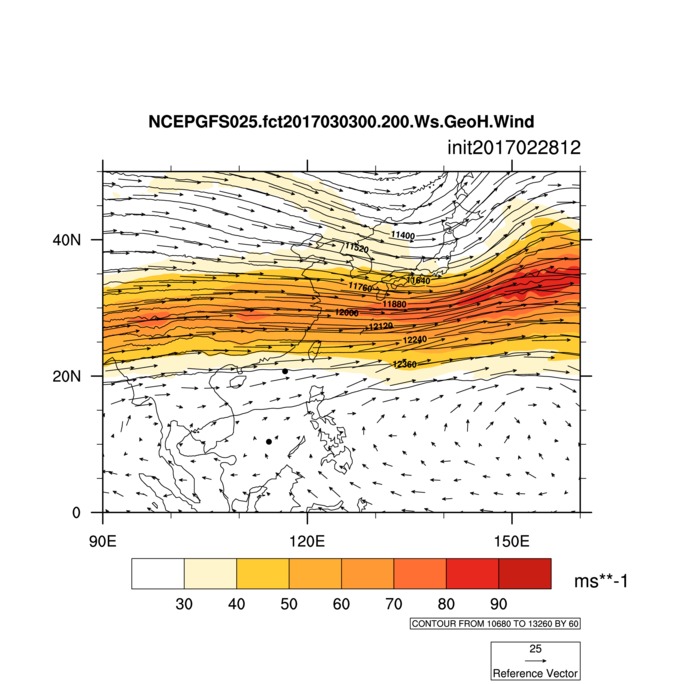 NCEPGFS025.fct2017030300.200.Ws.GeoH.Wind
init2017022812
40N
20N
0
11400
11520
11640
11760
11880
12000
12120
12240
12360
90E 120E 150E
30 40 50 60 70 80 90
ms**-1
CONTOUR FROM 10680 TO 13260 BY 60
25
Reference Vector